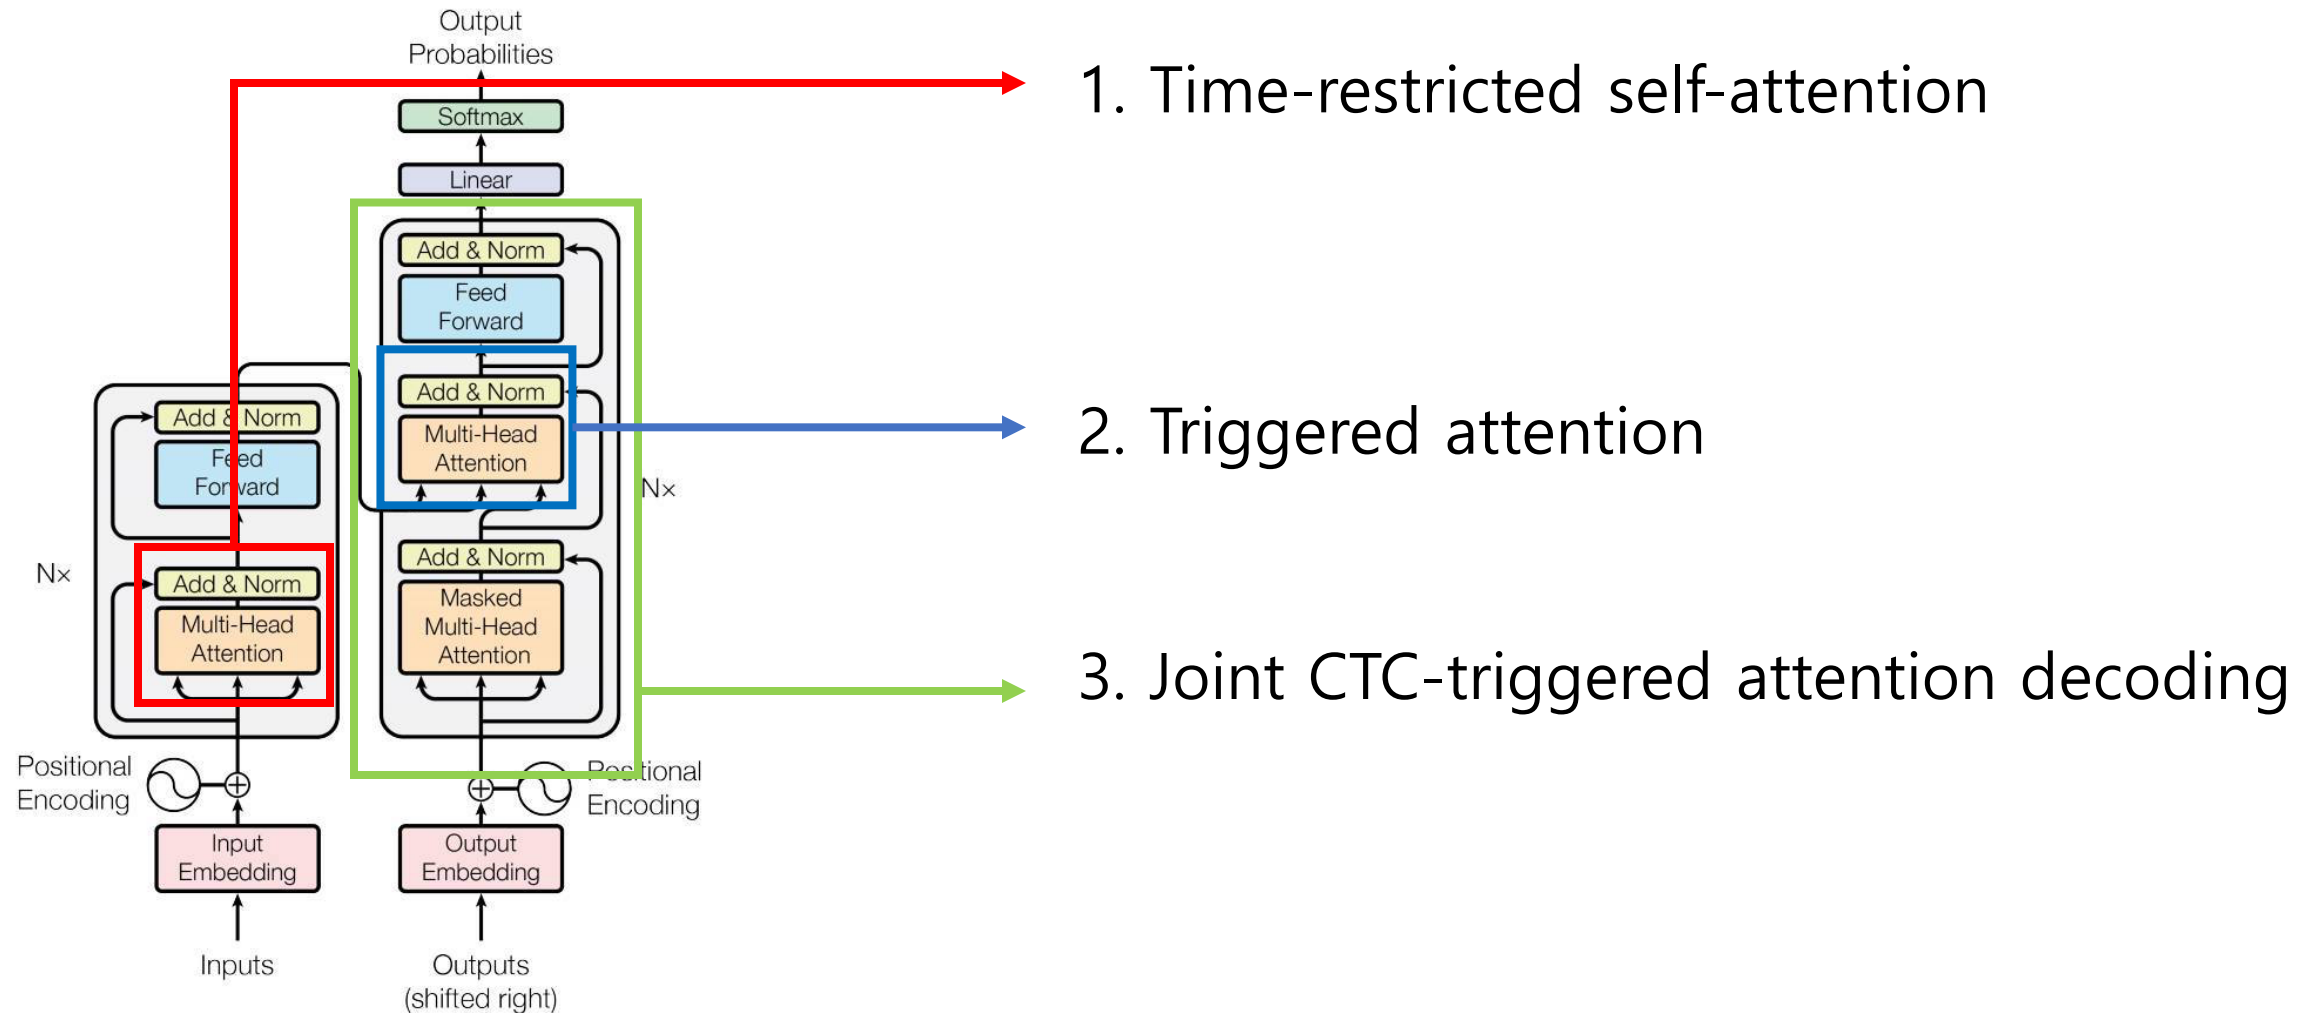 Output
Probabilities
Softmax
Linear
Add & Norm
Feed
Forward
Add & Norm
Multi-Head
Attention
Nx
Add & Norm
Masked
Multi-Head
Attention
Add & Norm
Feed
Forward
Nx
Add & Norm
Multi-Head
Attention
Positional
Encoding
Positional
Encoding
Input
Embedding
Output
Embedding
Inputs
Outputs
(shifted right)
1. Time-restricted self-attention
2. Triggered attention
3. Joint CTC-triggered attention decoding